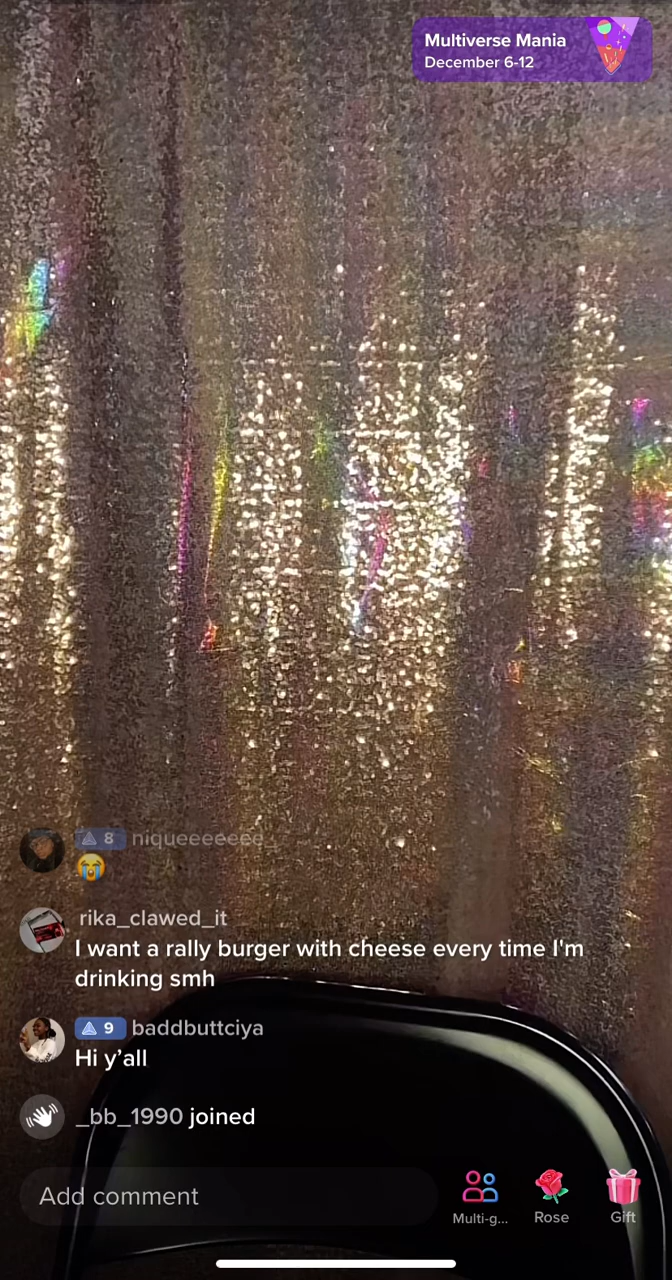 Multiverse Mania
December 6-12
8 niqueeeeeee
😭
rika_clawed_it
I want a rally burger with cheese every time I'm
drinking smh
9 baddbuttciya
Hi y’all
_bb_1990 joined
Add comment
Multi-g...
Rose
Gift